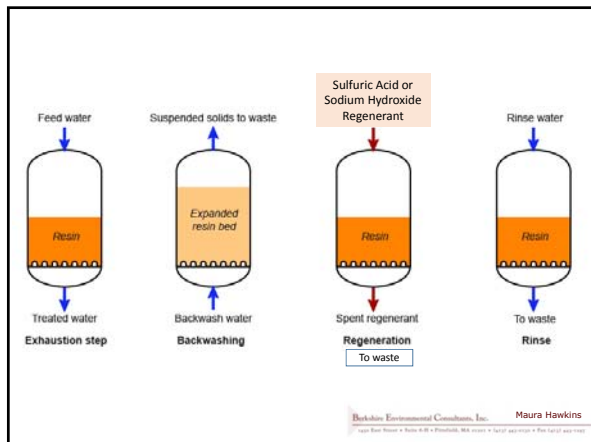 Feed water
Resin
Treated water
Exhaustion step
Suspended solids to waste
Expanded
resin bed
Backwash water
Backwashing
Sulfuric Acid or
Sodium Hydroxide
Regenerant
Resin
Spent regenerant
Regeneration
To waste
Rinse water
Resin
To waste
Rinse
Berkshire Environmental Consultants, Inc.
Maura Hawkins